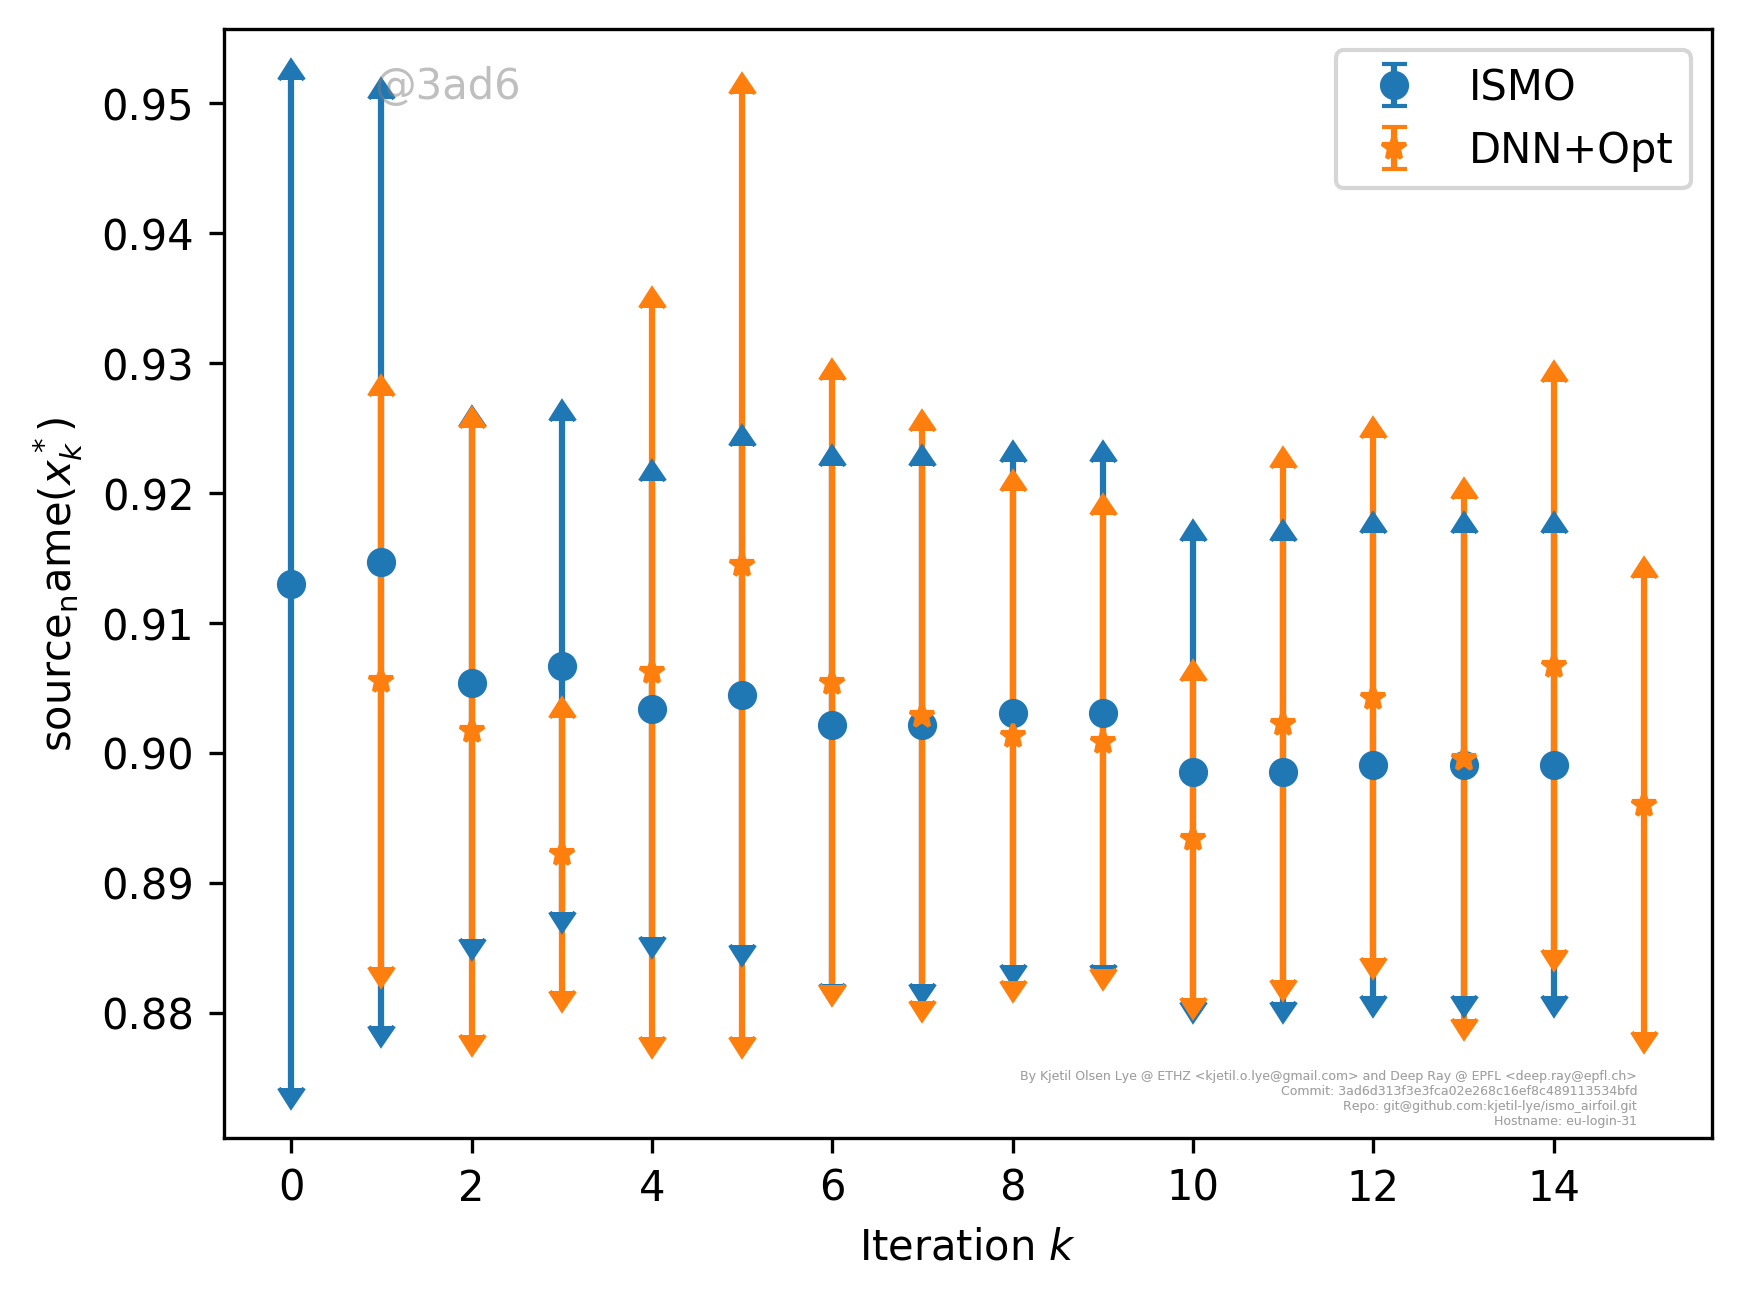 @3ad6
ISMO
DNN+Opt
0.95
0.94
0.93
0.92
0.91
0.90
0.89
0.88
source_name(x_k^*)
By Kjetil Olsen Lye @ ETHZ <kjetil.o.lye@gmail.com> and Deep Ray @ EPFL <deep.ray@epfl.ch>
Commit: 3ad6d313f3e3fca02e268c16ef8c489113534bfd
Repo: git@github.com:kjetil-lye/ismo_airfoil.git
Hostname: eu-login-31
0 2 4 6 8 10 12 14
Iteration k